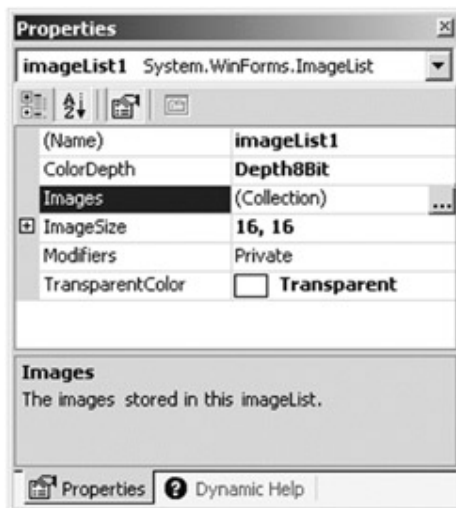 Properties
imageList1 System.WinForms.ImageList
(Name) imageList1
ColorDepth Depth8Bit
Images (Collection) ...
ImageSize 16, 16
Modifiers Private
TransparentColor Transparent
Images
The images stored in this imageList.
Properties Dynamic Help